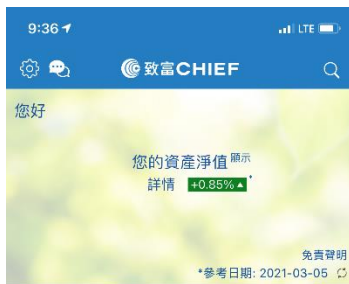 9:36
LTE
致富CHIEF
您好
您的資產淨值 顯示
詳情 +0.85%▲*
免責聲明
*參考日期: 2021-03-05